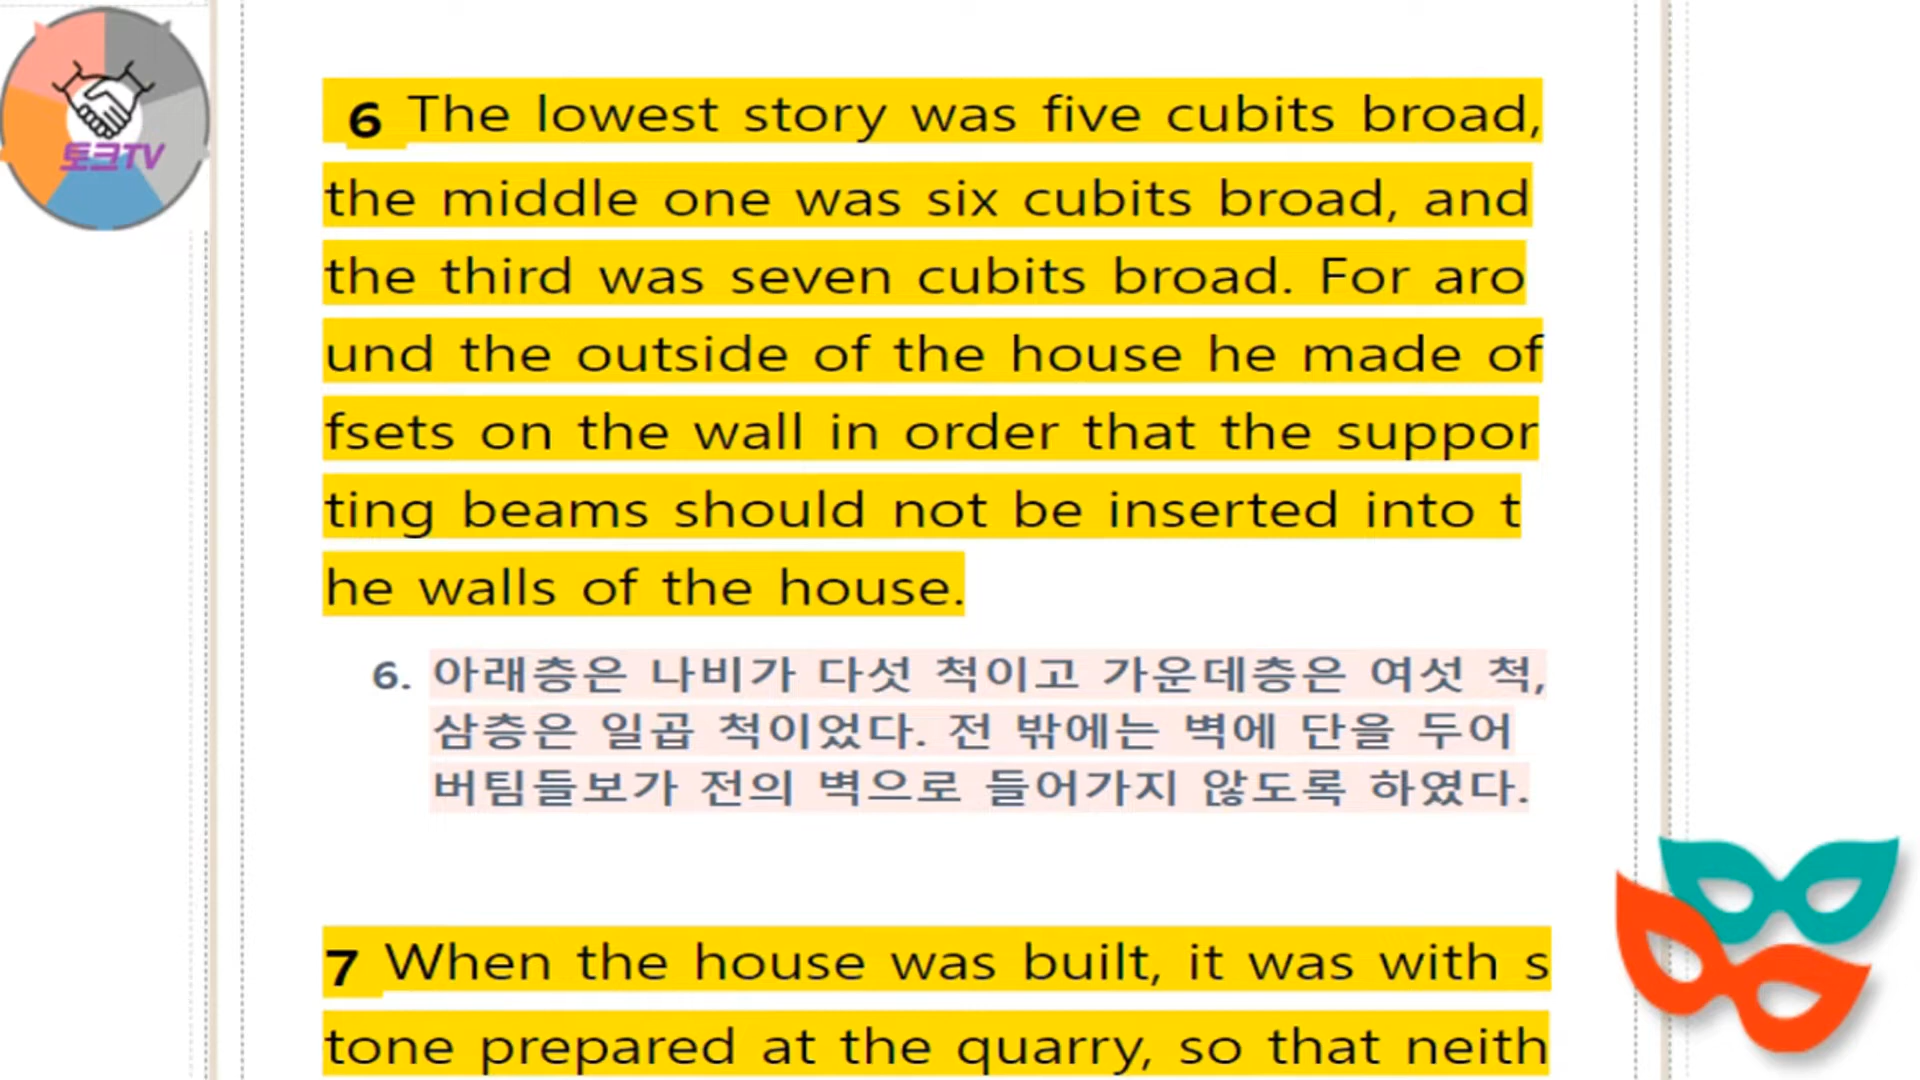 토크TV
6 The lowest story was five cubits broad,
the middle one was six cubits broad, and
the third was seven cubits broad. For aro
und the outside of the house he made of
fsets on the wall in order that the suppor
ting beams should not be inserted into t
he walls of the house.
6. 아래층은 나비가 다섯 척이고 가운데층은 여섯 척,
삼층은 일곱 척이었다. 전 밖에는 벽에 단을 두어
버팀들보가 전의 벽으로 들어가지 않도록 하였다.
7 When the house was built, it was with s
tone prepared at the quarry, so that neith